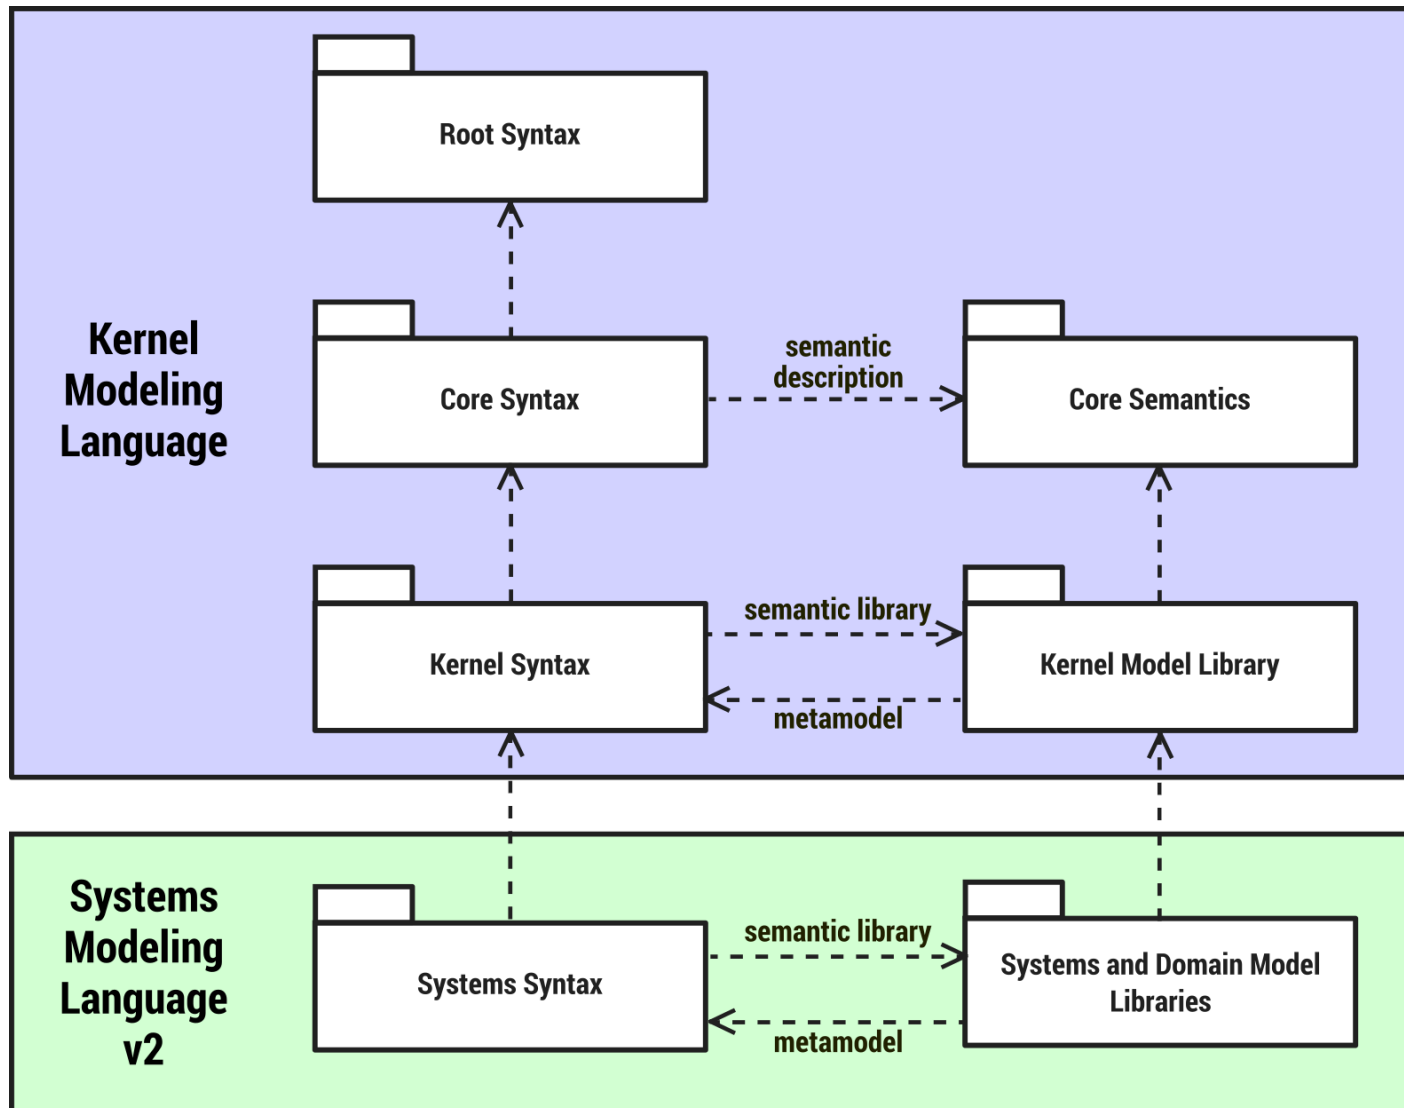 Root Syntax
Kernel
Modeling
Language
Core Syntax
semantic
description
Core Semantics
Kernel Syntax
semantic library
metamodel
Kernel Model Library
Systems
Modeling
Language
v2
Systems Syntax
semantic library
metamodel
Systems and Domain Model
Libraries